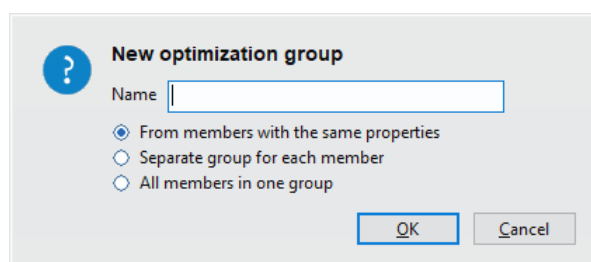 New optimization group
Name
From members with the same properties
Separate group for each member
All members in one group
OK Cancel